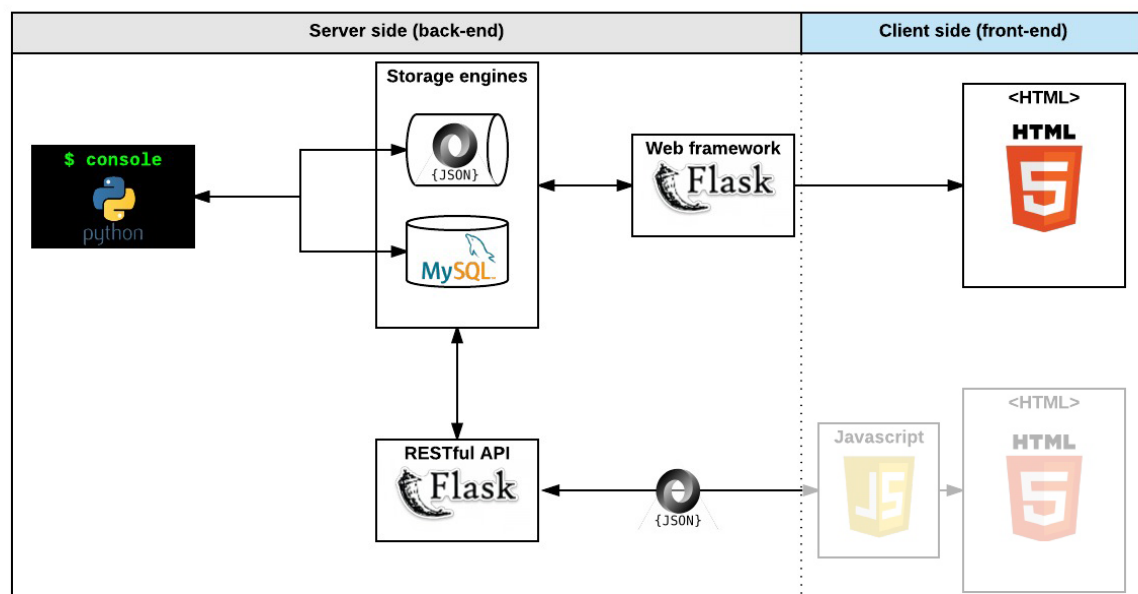 Server side (back-end)
Client side (front-end)
Storage engines
{JSON}
MySQL
$ console
python
Web framework
Flask
<HTML>
HTML
5
RESTful API
Flask
{JSON}
Javascript
JS
<HTML>
HTML
5